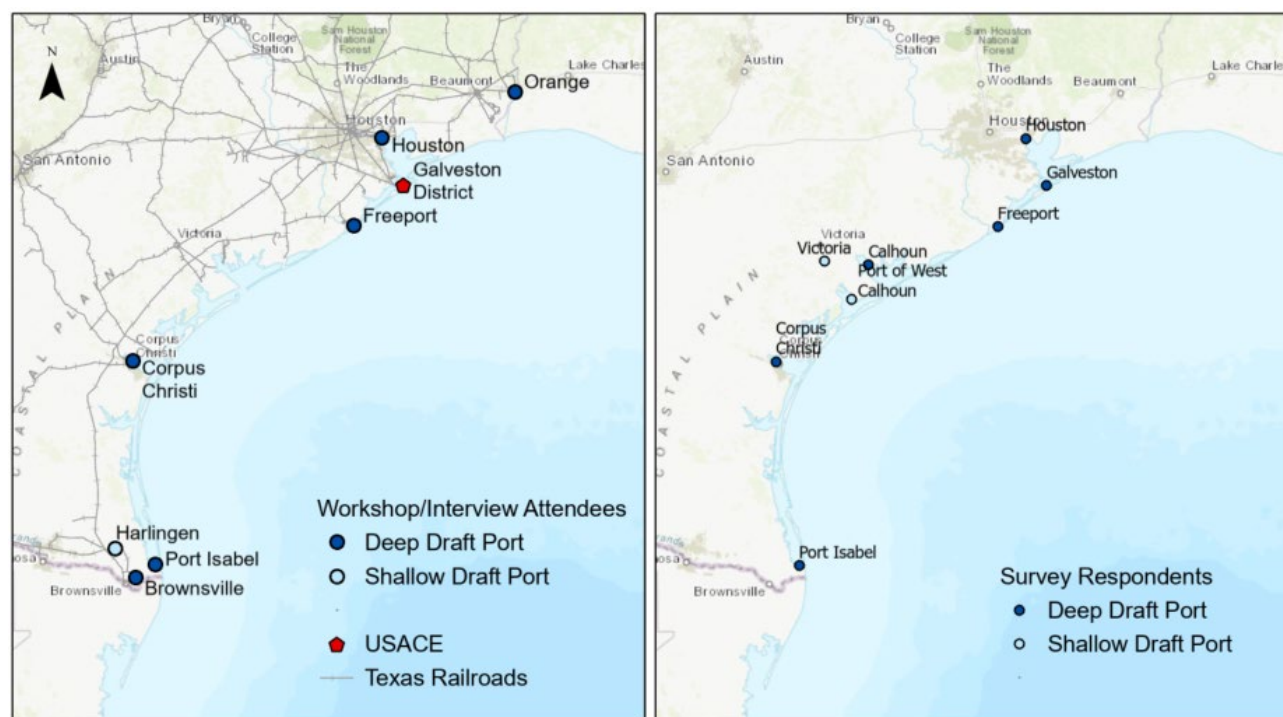 N
Bryan
College
Station
Sam Houston
National
Forest
Austin
The
Woodlands
Beaumont
Lake Charles
Orange
Houston
Houston
San Antonio
Galveston
District
Freeport
Victoria
COASTAL PLAIN
Corpus
Christi
Corpus
Christi
Harlingen
Port Isabel
Brownsville
Brownsville
Workshop/Interview Attendees
Deep Draft Port
Shallow Draft Port
USACE
Texas Railroads
Bryan
College
Station
Sam Houston
National
Forest
Austin
The
Woodlands
Beaumont
Lake Charles
Houston
Houston
San Antonio
Galveston
Freeport
Victoria
Victoria
Calhoun
Port of West
Calhoun
COASTAL PLAIN
Corpus
Christi
Corpus
Christi
Port Isabel
Brownsville
Survey Respondents
Deep Draft Port
Shallow Draft Port